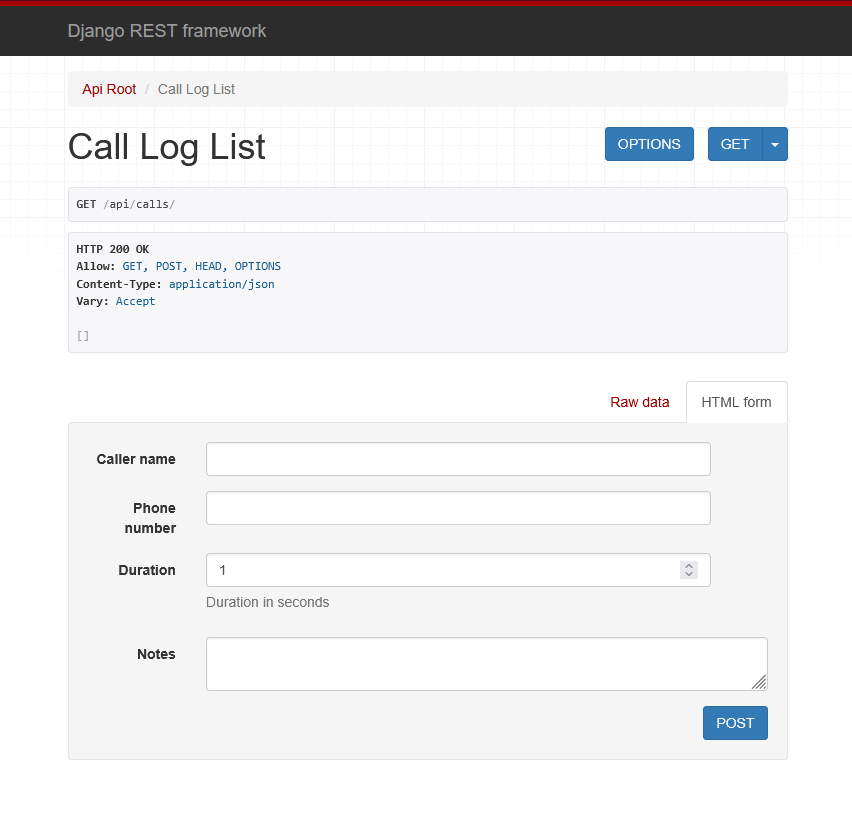 Django REST framework
Api Root / Call Log List
Call Log List
OPTIONS
GET
GET /api/calls/
HTTP 200 OK
Allow: GET, POST, HEAD, OPTIONS
Content-Type: application/json
Vary: Accept
[]
Raw data
HTML form
Caller name
Phone
number
Duration
1
Duration in seconds
Notes
POST